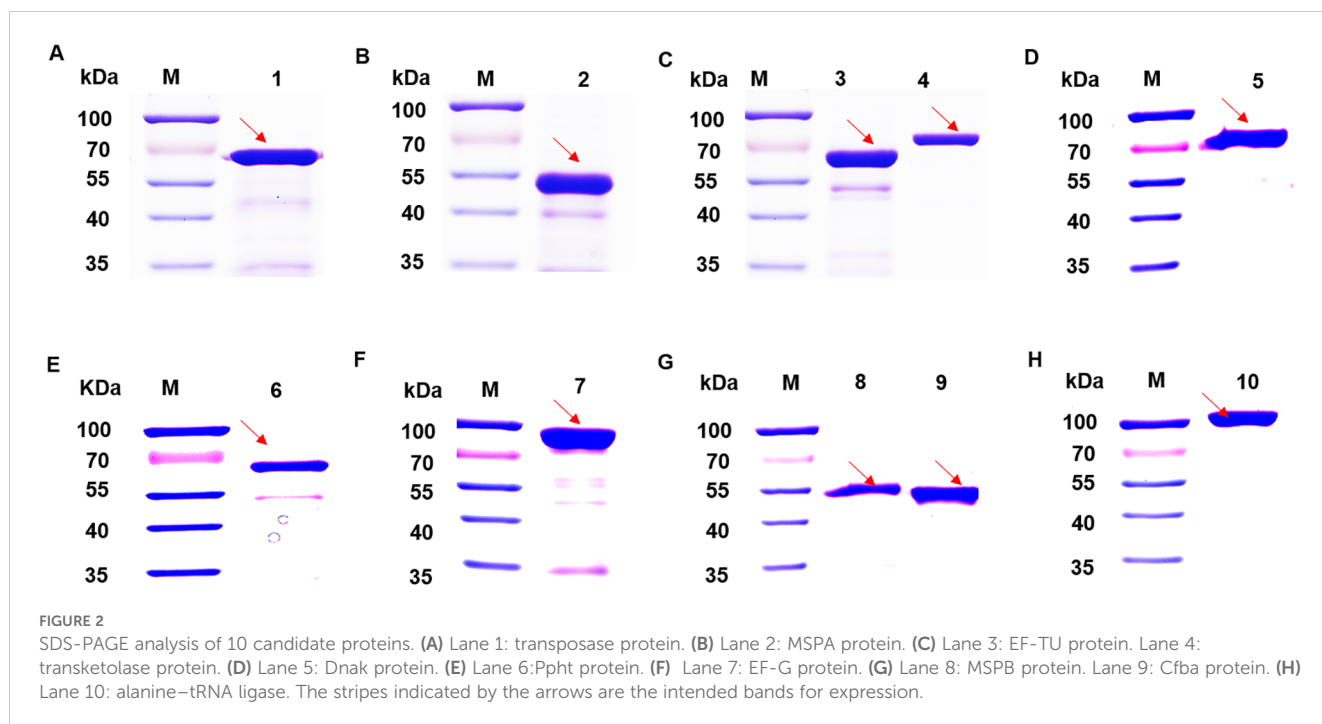 A
kDa M 1
100
70
55
40
35
B
kDa M 2
100
70
55
40
35
C
kDa M 3 4
100
70
55
40
35
D
kDa M 5
100
70
55
40
35
E
KDa M 6
100
70
55
40
35
F
kDa M 7
100
70
55
40
35
G
kDa M 8 9
100
70
55
40
35
H
kDa M 10
100
70
55
40
35
FIGURE 2
SDS-PAGE analysis of 10 candidate proteins. (A) Lane 1: transposase protein. (B) Lane 2: MSPA protein. (C) Lane 3: EF-TU protein. Lane 4:
transketolase protein. (D) Lane 5: Dnak protein. (E) Lane 6:Ppht protein. (F) Lane 7: EF-G protein. (G) Lane 8: MSPB protein. Lane 9: Cfba protein. (H)
Lane 10: alanine–tRNA ligase. The stripes indicated by the arrows are the intended bands for expression.